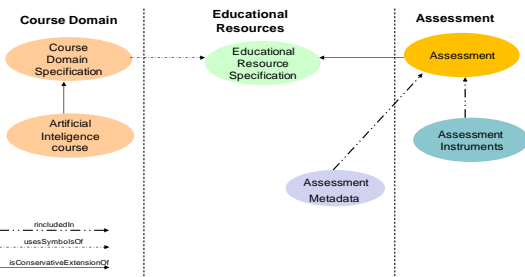 Course Domain
Educational
Resources
Assessment
Course
Domain
Specification
Educational
Resource
Specification
Assessment
Artificial
Inteligence
course
Assessment
Instruments
Assessment
Metadata
rincludedIn
usesSymbolsOf
isConservativeExtensionOf